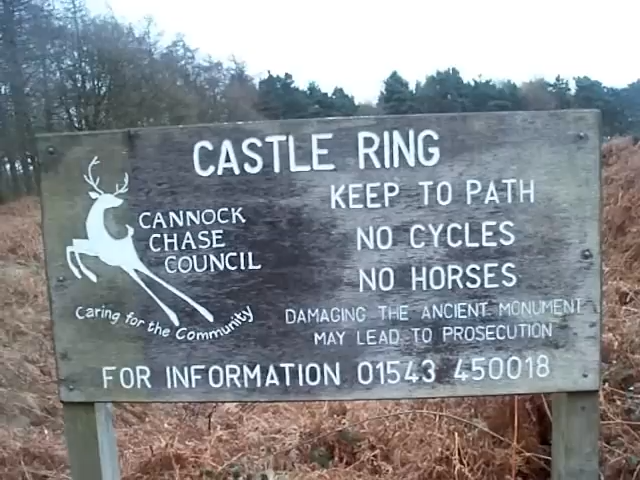 CASTLE RING
KEEP TO PATH
NO CYCLES
NO HORSES
CANNOCK
CHASE
COUNCIL
Caring for the Community
DAMAGING THE ANCIENT MONUMENT
MAY LEAD TO PROSECUTION
FOR INFORMATION 01543 450018